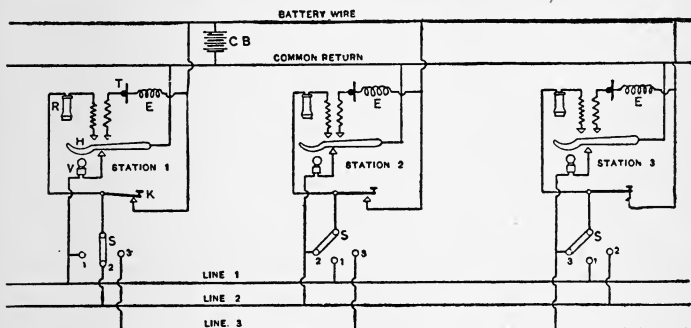 BATTERY WIRE
C B
COMMON RETURN
R T E
H
V STATION 1
K
S
1 2 3
E
STATION 2
S
2 1 3
E
STATION 3
S
3 1 2
LINE 1
LINE 2
LINE 3